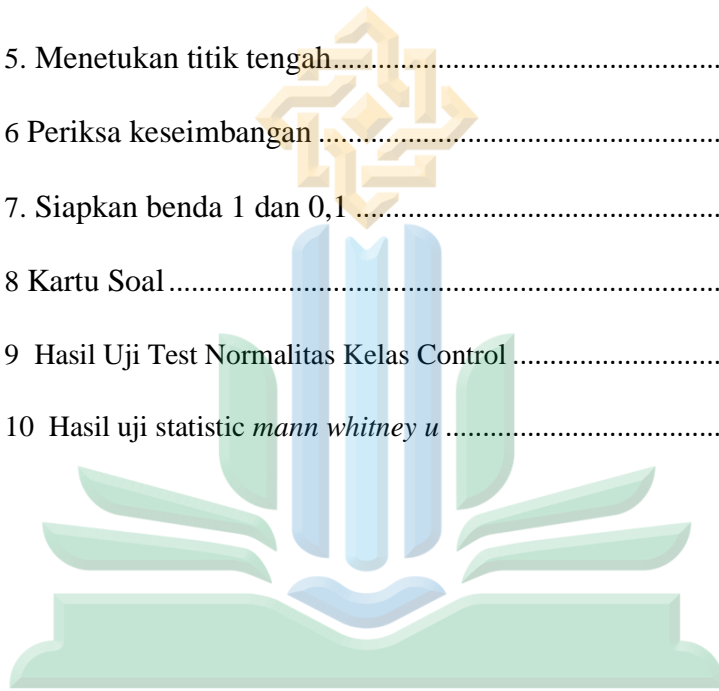 5. Menetukan titik tengah........................................................
6 Periksa keseimbangan ..........................................................
7. Siapkan benda 1 dan 0,1 ....................................................
8 Kartu Soal...............................................................................
9 Hasil Uji Test Normalitas Kelas Control ............................
10 Hasil uji statistic mann whitney u .....................................